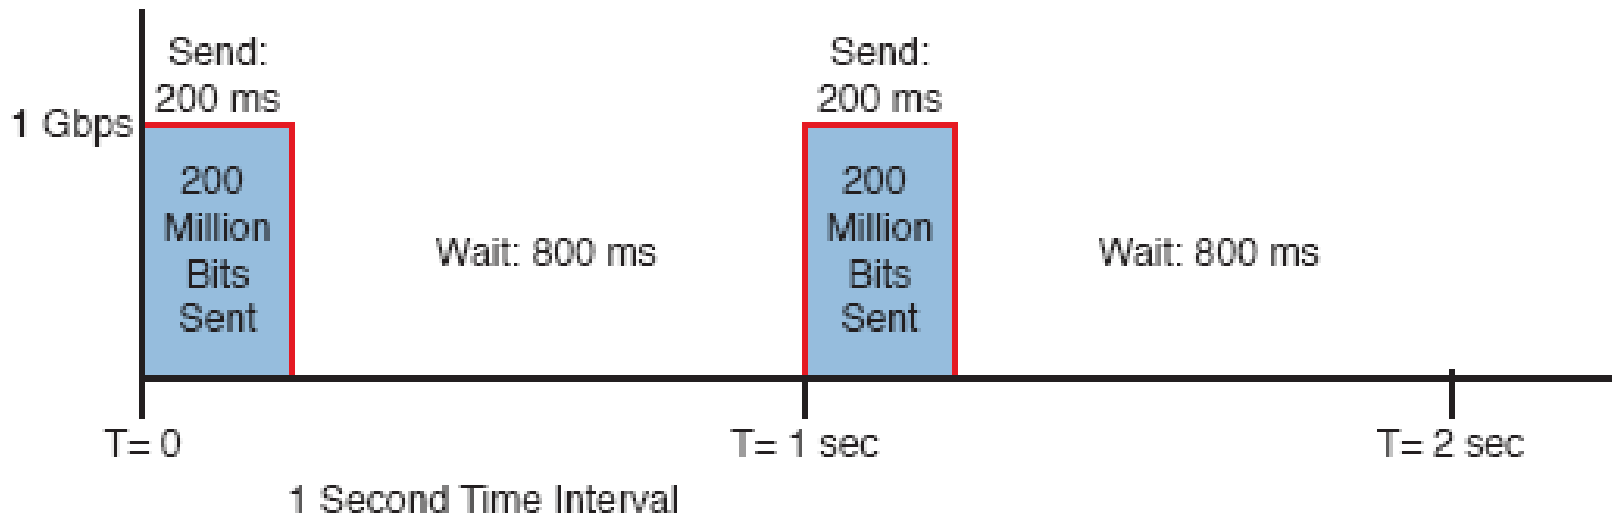 Send:
200 ms
Send:
200 ms
1 Gbps
200
Million
Bits
Sent
Wait: 800 ms
200
Million
Bits
Sent
Wait: 800 ms
T= 0
T= 1 sec
T= 2 sec
1 Second Time Interval